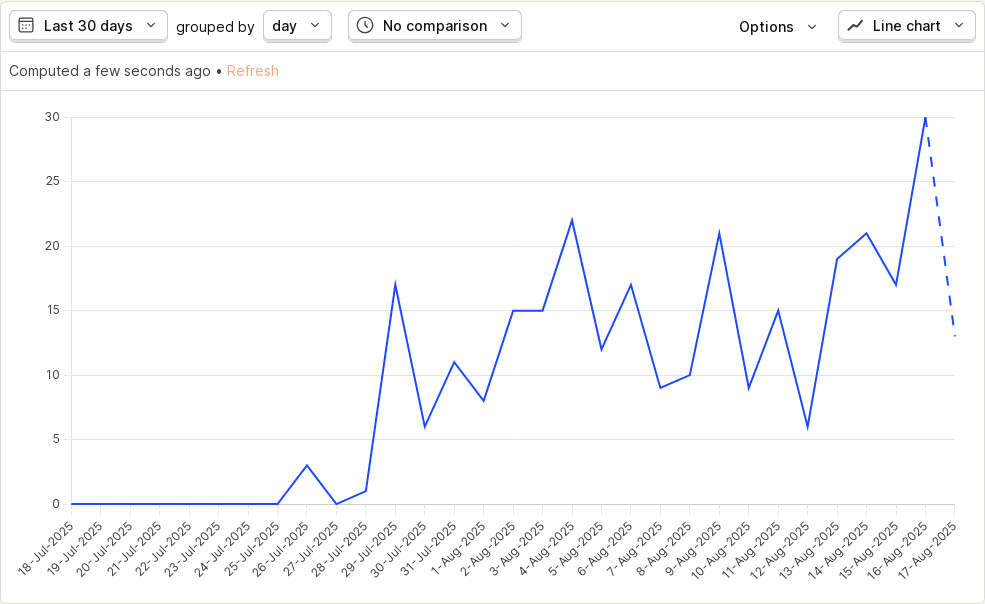 Last 30 days grouped by day No comparison Options Line chart
Computed a few seconds ago • Refresh
30
25
20
15
10
5
0
18-Jul-2025
19-Jul-2025
20-Jul-2025
21-Jul-2025
22-Jul-2025
23-Jul-2025
24-Jul-2025
25-Jul-2025
26-Jul-2025
27-Jul-2025
28-Jul-2025
29-Jul-2025
30-Jul-2025
31-Jul-2025
1-Aug-2025
2-Aug-2025
3-Aug-2025
4-Aug-2025
5-Aug-2025
6-Aug-2025
7-Aug-2025
8-Aug-2025
9-Aug-2025
10-Aug-2025
11-Aug-2025
12-Aug-2025
13-Aug-2025
14-Aug-2025
15-Aug-2025
16-Aug-2025
17-Aug-2025